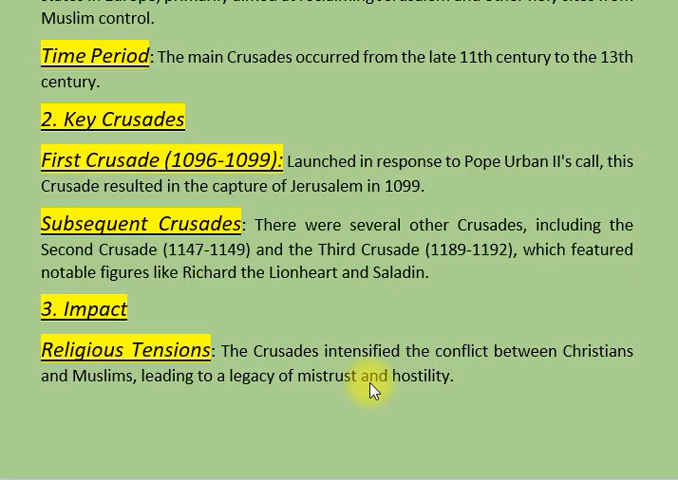 Muslim control.
Time Period: The main Crusades occurred from the late 11th century to the 13th
century.
2. Key Crusades
First Crusade (1096-1099): Launched in response to Pope Urban II's call, this
Crusade resulted in the capture of Jerusalem in 1099.
Subsequent Crusades: There were several other Crusades, including the
Second Crusade (1147-1149) and the Third Crusade (1189-1192), which featured
notable figures like Richard the Lionheart and Saladin.
3. Impact
Religious Tensions: The Crusades intensified the conflict between Christians
and Muslims, leading to a legacy of mistrust and hostility.